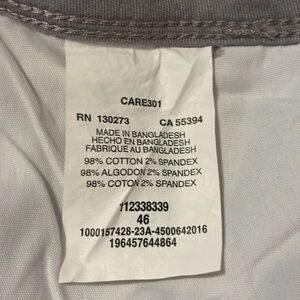 CARE301
RN 130273 CA 55394
MADE IN BANGLADESH
HECHO EN BANGLADESH
FABRIQUE AU BANGLADESH
98% COTTON 2% SPANDEX
98% ALGODON 2% SPANDEX
98% COTON 2% SPANDEX
112338339
46
1000157428-23A-4500642016
196457644864